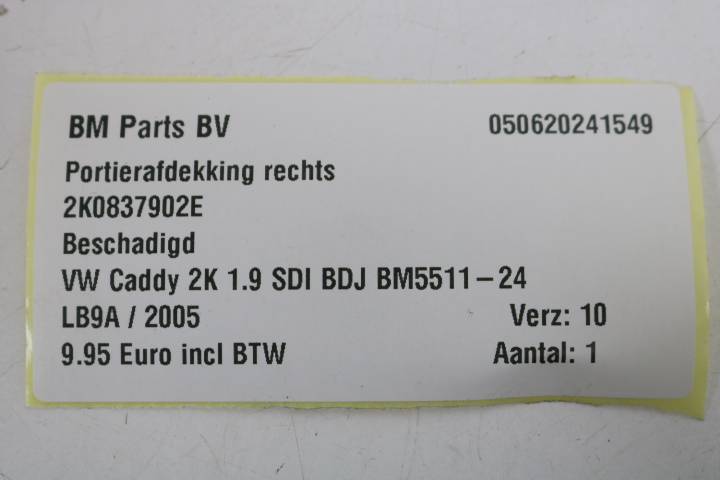 BM Parts BV 050620241549
Portierafdekking rechts
2K0837902E
Beschadigd
VW Caddy 2K 1.9 SDI BDJ BM5511-24
LB9A / 2005 Verz: 10
9.95 Euro incl BTW Aantal: 1